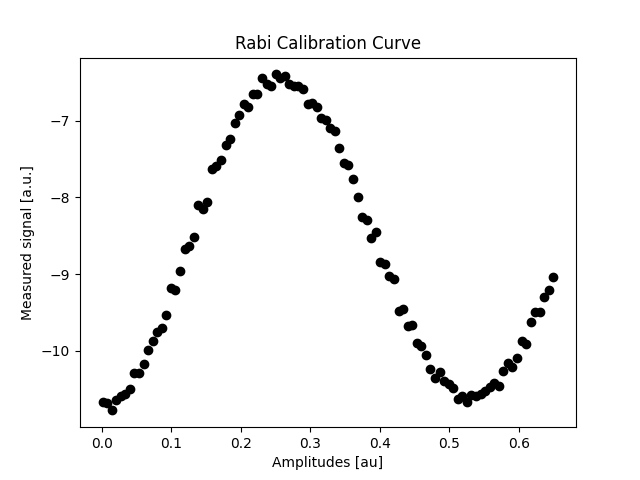 Rabi Calibration Curve
Measured signal [a.u.]
−7
−8
−9
−10
0.0 0.1 0.2 0.3 0.4 0.5 0.6
Amplitudes [au]